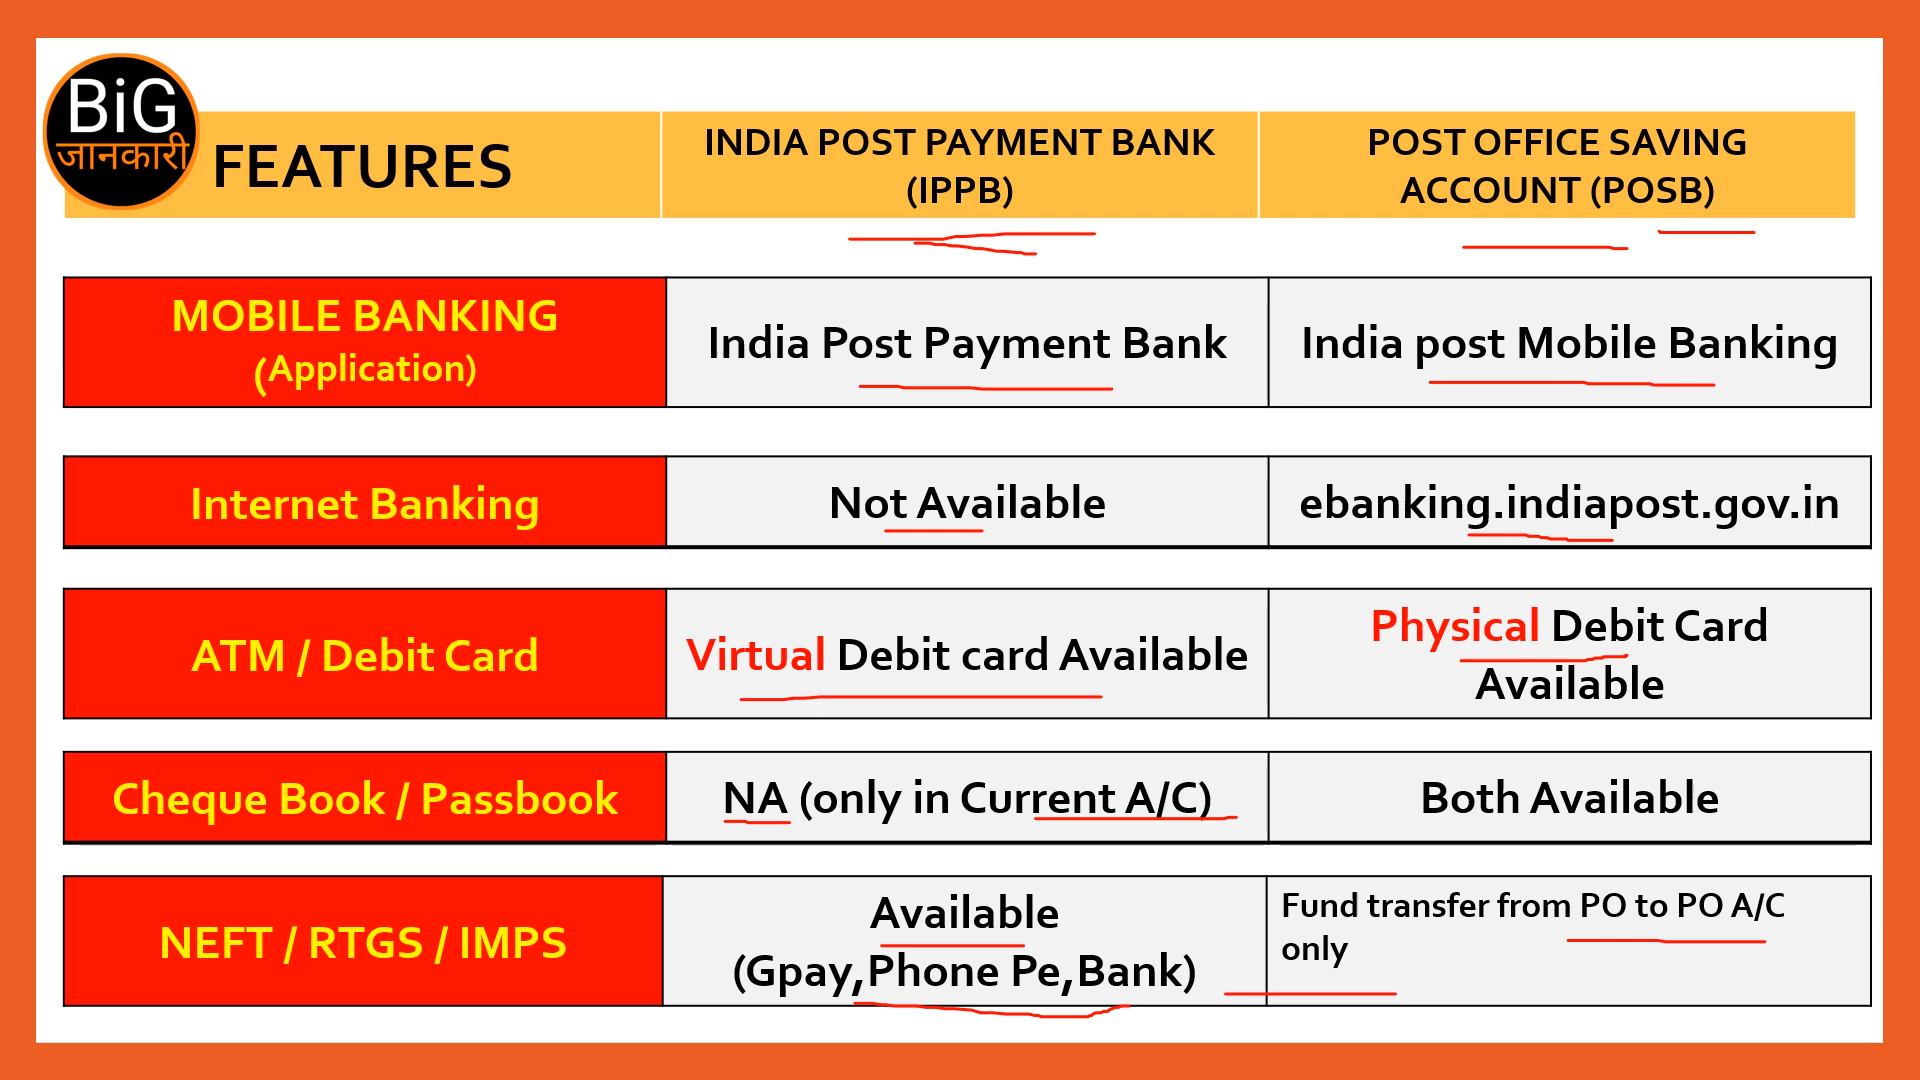 BiG
जानकारी
FEATURES
INDIA POST PAYMENT BANK
(IPPB)
POST OFFICE SAVING
ACCOUNT (POSB)
MOBILE BANKING
(Application)
India Post Payment Bank
India post Mobile Banking
Internet Banking
Not Available
ebanking.indiapost.gov.in
ATM / Debit Card
Virtual Debit card Available
Physical Debit Card
Available
Cheque Book / Passbook
NA (only in Current A/C)
Both Available
NEFT / RTGS / IMPS
Available
(Gpay,Phone Pe,Bank)
Fund transfer from PO to PO A/C
only